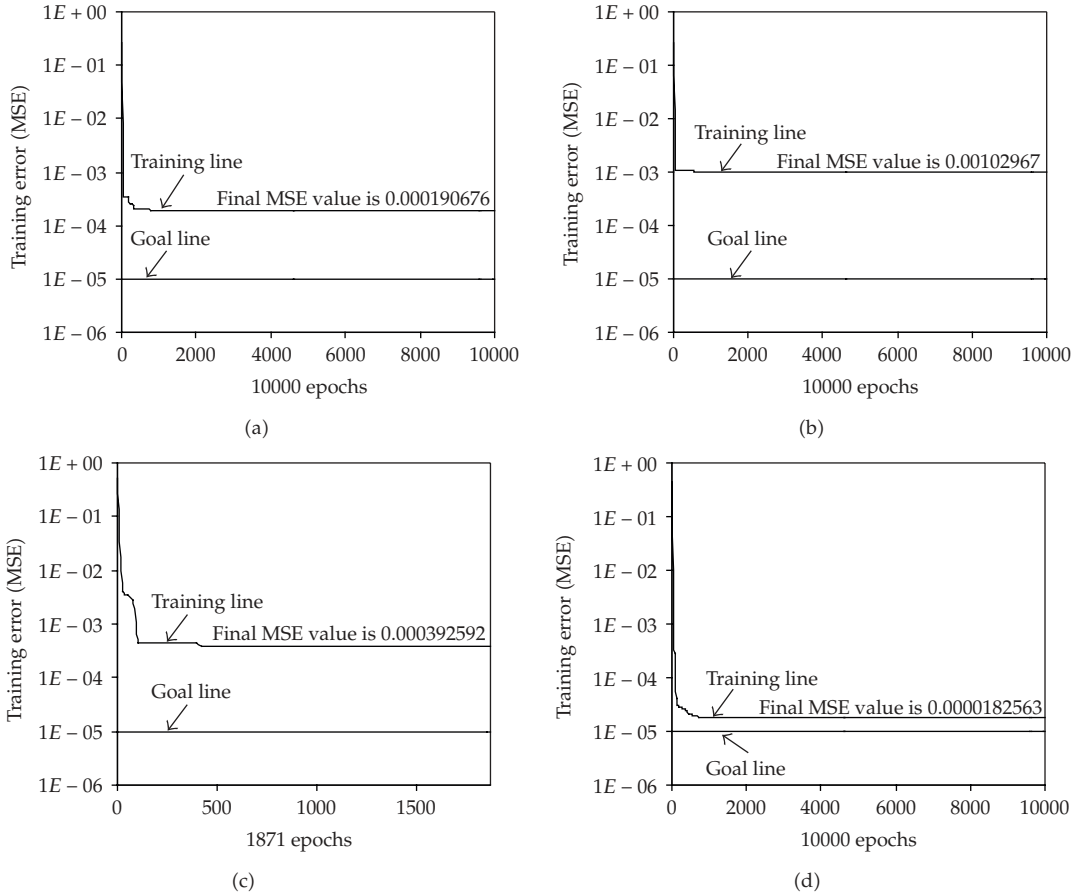 Training error (MSE)
1E + 00
1E − 01
1E − 02
1E − 03
1E − 04
1E − 05
1E − 06
Training line
Final MSE value is 0.000190676
Goal line
0 2000 4000 6000 8000 10000
10000 epochs
(a)
Training error (MSE)
1E + 00
1E − 01
1E − 02
1E − 03
1E − 04
1E − 05
1E − 06
Training line
Final MSE value is 0.00102967
Goal line
0 2000 4000 6000 8000 10000
10000 epochs
(b)
Training error (MSE)
1E + 00
1E − 01
1E − 02
1E − 03
1E − 04
1E − 05
1E − 06
Training line
Final MSE value is 0.000392592
Goal line
0 500 1000 1500
1871 epochs
(c)
Training error (MSE)
1E + 00
1E − 01
1E − 02
1E − 03
1E − 04
1E − 05
1E − 06
Training line
Final MSE value is 0.0000182563
Goal line
0 2000 4000 6000 8000 10000
10000 epochs
(d)